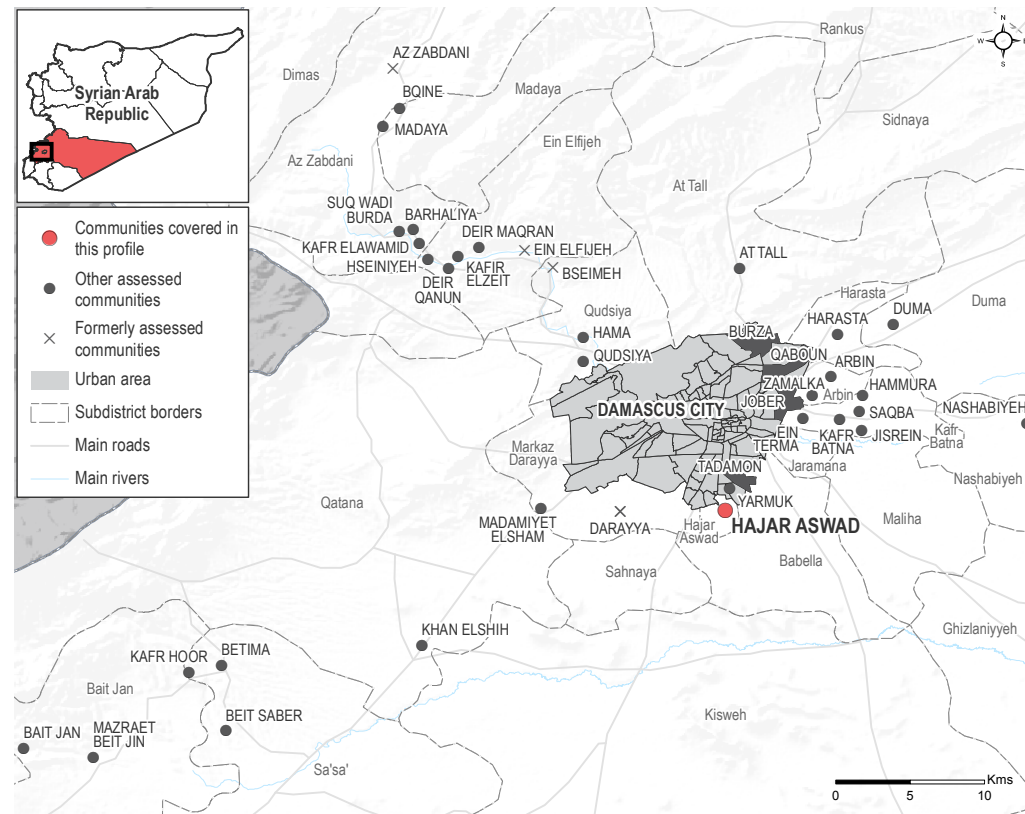 Syrian Arab
Republic
Communities covered in
this profile
Other assessed
communities
Formerly assessed
communities
Urban area
Subdistrict borders
Main roads
Main rivers
N
W
E
S
Rankus
AZ ZABDANI
Dimas
BQINE
Madaya
MADAYA
Sidnaya
Ein Elfijeh
Az Zabdani
At Tall
SUQ WADI
BURDA
BARHALIYA
DEIR MAQRAN
KAFR ELAWAMID
EIN ELFIJEH
HSEINIYEH
KAFIR
ELZEIT
BSEIMEH
DEIR
QANUN
AT TALL
Harasta
Duma
Qudsiya
DUMA
HARASTA
HAMA
BURZA
QUDSIYA
QABOUN
ARBIN
ZAMALKA
Arbin
HAMMURA
JOBER
DAMASCUS CITY
SAQBA
NASHABIYEH
EIN
TERMA
KAFR
BATNA
JISREIN
Kafr
Batna
Markaz
Darayya
TADAMON
Jaramana
Nashabiyeh
Qatana
YARMUK
MADAMIYET
ELSHAM
DARAYYA
Hajar
Aswad
HAJAR ASWAD
Maliha
Sahnaya
Babella
Ghizlaniyyeh
KHAN ELSHIH
KAFR HOOR
BETIMA
Bait Jan
BEIT SABER
Kisweh
BAIT JAN
MAZRAET
BEIT JIN
Sa'sa'
Kms
0
5
10